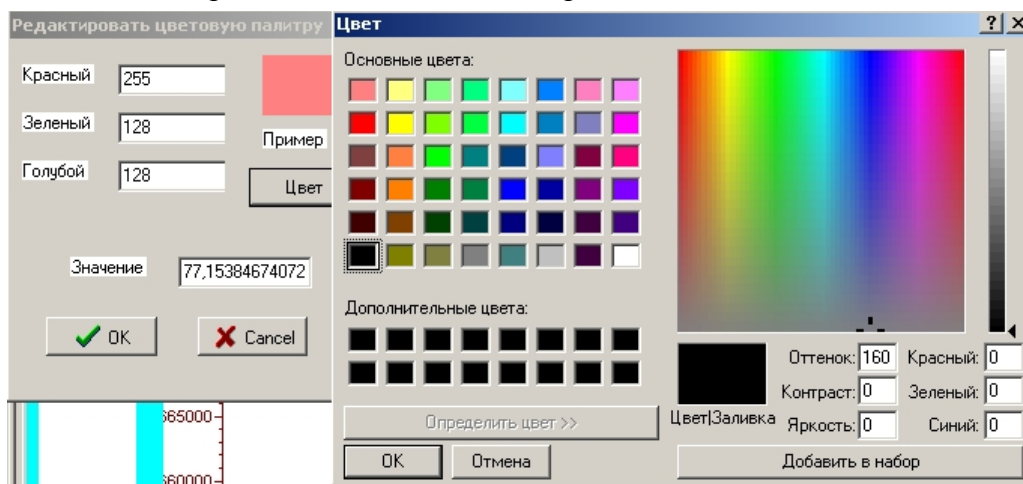 Редактировать цветовую палитру
Красный 255
Зеленый 128
Голубой 128
Пример
Цвет
Значение 77,15384674072
OK Cancel
665000
660000
Цвет
Основные цвета:
Дополнительные цвета:
Определить цвет >>
OK Отмена
Цвет|Заливка
Оттенок: 160 Красный: 0
Контраст: 0 Зеленый: 0
Яркость: 0 Синий: 0
Добавить в набор